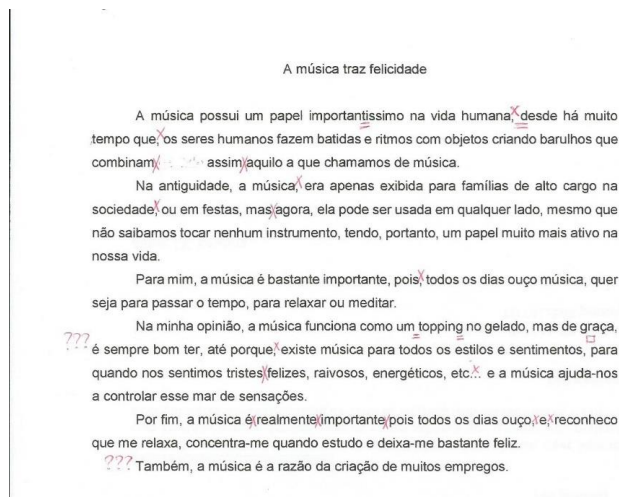 A música traz felicidade
A música possui um papel importantissimo na vida humana, desde há muito
tempo que, os seres humanos fazem batidas e ritmos com objetos criando barulhos que
combinam assim aquilo a que chamamos de música.
Na antiguidade, a música, era apenas exibida para famílias de alto cargo na
sociedade, ou em festas, mas agora, ela pode ser usada em qualquer lado, mesmo que
não saibamos tocar nenhum instrumento, tendo, portanto, um papel muito mais ativo na
nossa vida.
Para mim, a música é bastante importante, pois, todos os dias ouço música, quer
seja para passar o tempo, para relaxar ou meditar.
Na minha opinião, a música funciona como um topping no gelado, mas de graça,
??? é sempre bom ter, até porque, existe música para todos os estilos e sentimentos, para
quando nos sentimos tristes felizes, raivosos, energéticos, etc... e a música ajuda-nos
a controlar esse mar de sensações.
Por fim, a música é realmente importante pois todos os dias ouço, e, reconheco
que me relaxa, concentra-me quando estudo e deixa-me bastante feliz.
??? Também, a música é a razão da criação de muitos empregos.